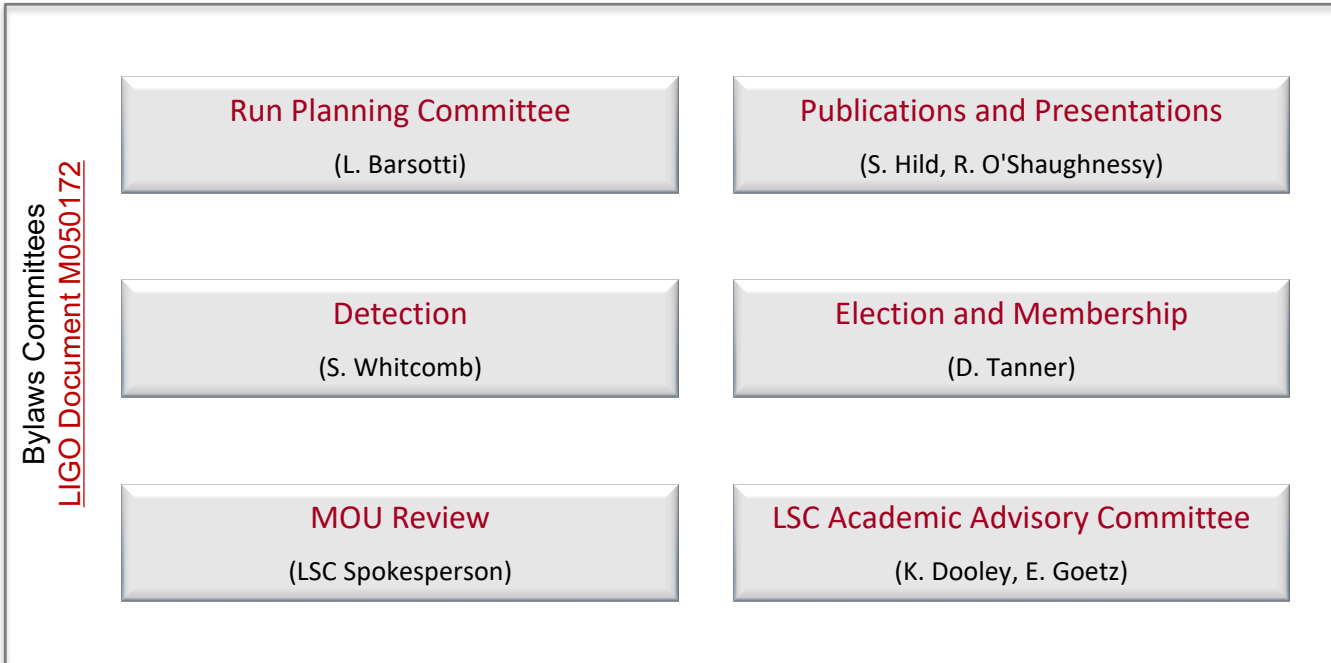 Bylaws Committees
LIGO Document M050172
Run Planning Committee
(L. Barsotti)
Publications and Presentations
(S. Hild, R. O'Shaughnessy)
Detection
(S. Whitcomb)
Election and Membership
(D. Tanner)
MOU Review
(LSC Spokesperson)
LSC Academic Advisory Committee
(K. Dooley, E. Goetz)